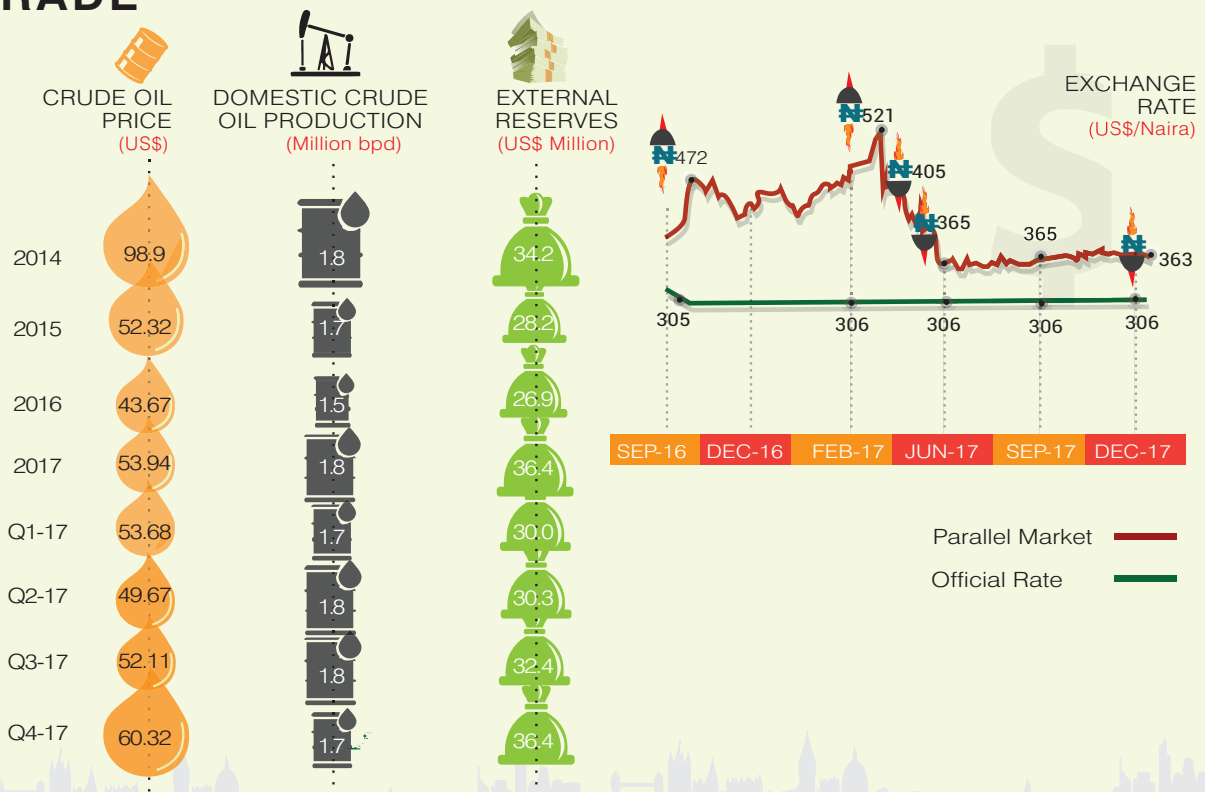 CRUDE OIL
PRICE
(US$)
DOMESTIC CRUDE
OIL PRODUCTION
(Million bpd)
EXTERNAL
RESERVES
(US$ Million)
2014 98.9 1.8 34.2
2015 52.32 1.7 28.2
2016 43.67 1.5 26.9
2017 53.94 1.8 36.4
Q1-17 53.68 1.7 30.0
Q2-17 49.67 1.8 30.3
Q3-17 52.11 1.8 32.4
Q4-17 60.32 1.7 36.4
EXCHANGE
RATE
(US$/Naira)
$
₦521
₦472
₦405
₦365
365
₦
363
305 306 306 306 306
SEP-16 DEC-16 FEB-17 JUN-17 SEP-17 DEC-17
Parallel Market
Official Rate